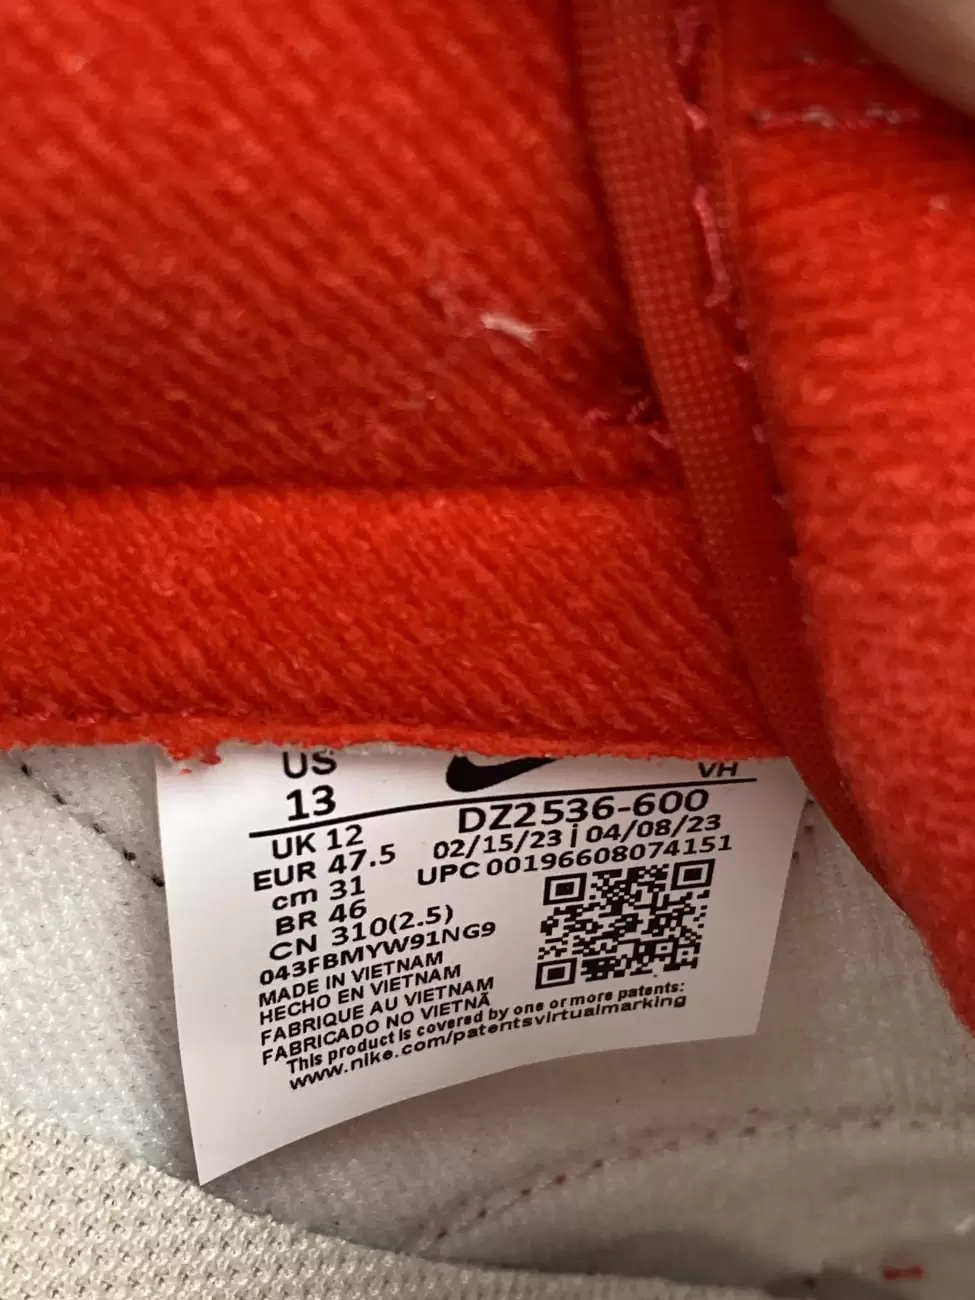 US
13
VH
UK 12
EUR 47.5
cm 31
BR 46
CN 310(2.5)
DZ2536-600
02/15/23 | 04/08/23
UPC 00196608074151
043FBMYW91NG9
MADE IN VIETNAM
HECHO EN VIETNAM
FABRIQUE AU VIETNAM
FABRICADO NO VIETNÃ
This product is covered by one or more patents:
www.nike.com/patentsvirtualmarking